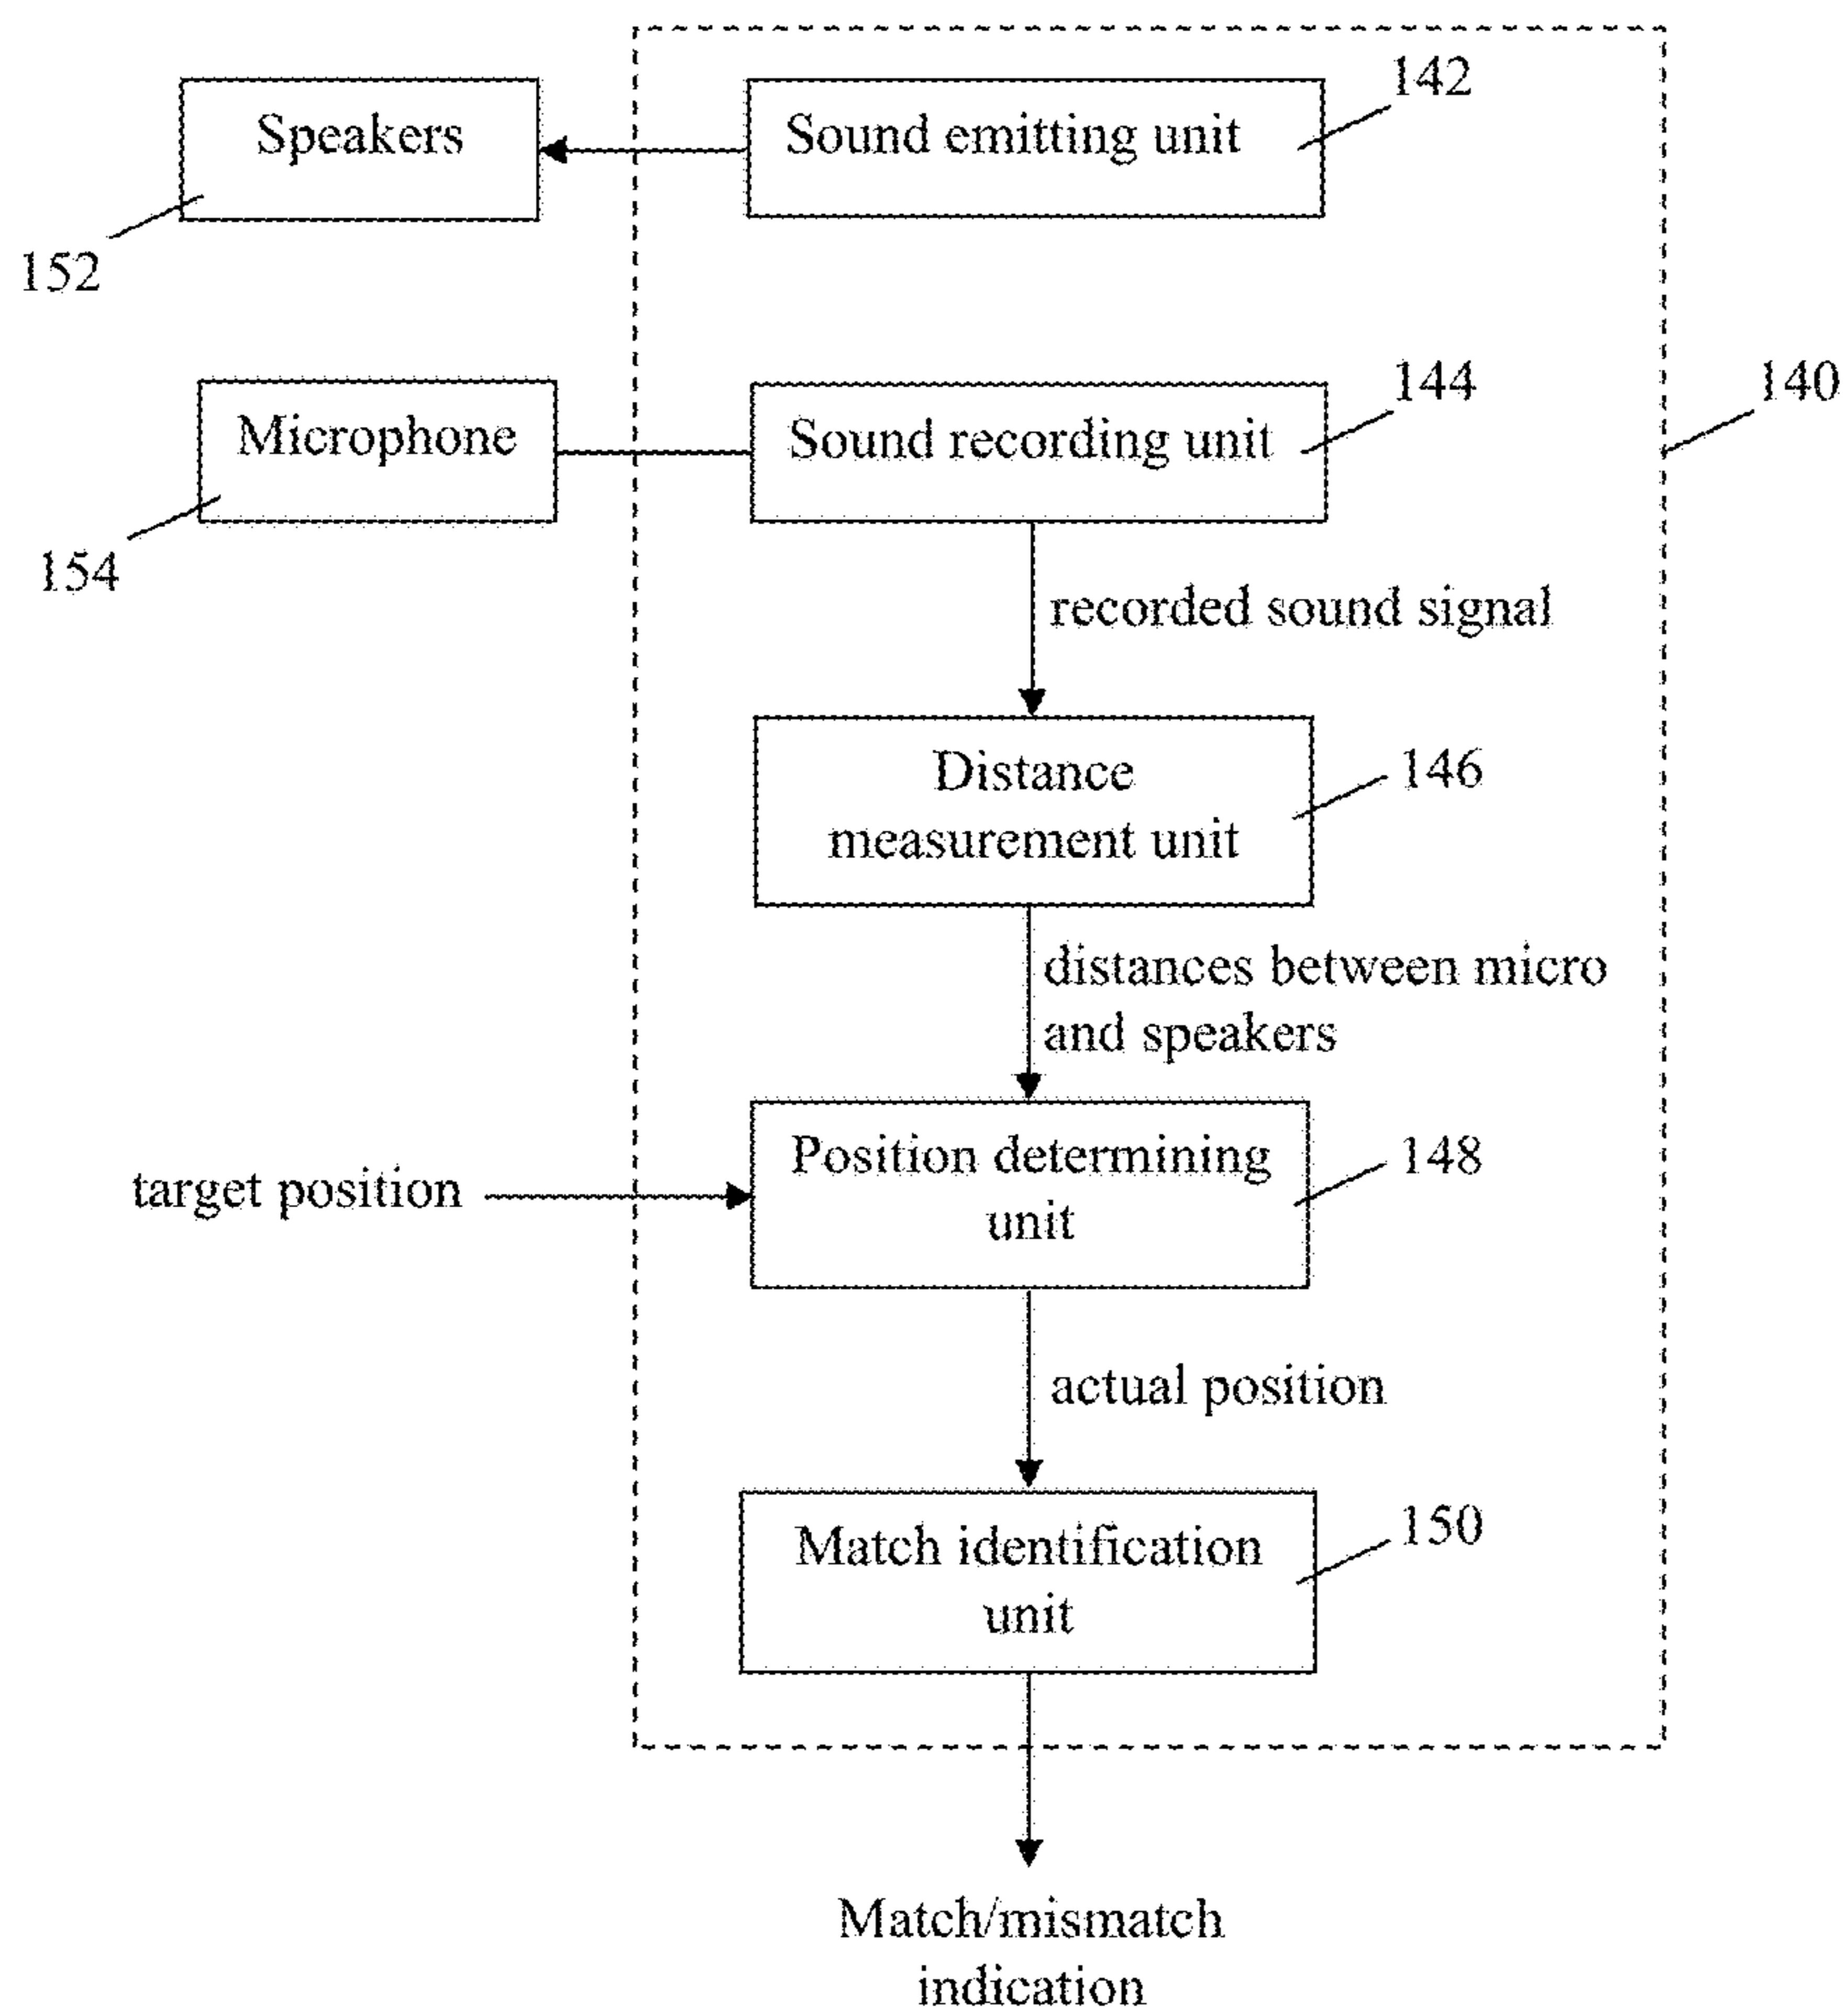 142
Speakers
Sound emitting unit
152
144
140
Microphone
Sound recording unit
154
recorded sound signal
Distance
measurement unit
146
distances between micro
and speakers
Position determining
unit
148
target position
actual position
150
Match identification
unit
Match/mismatch
indication